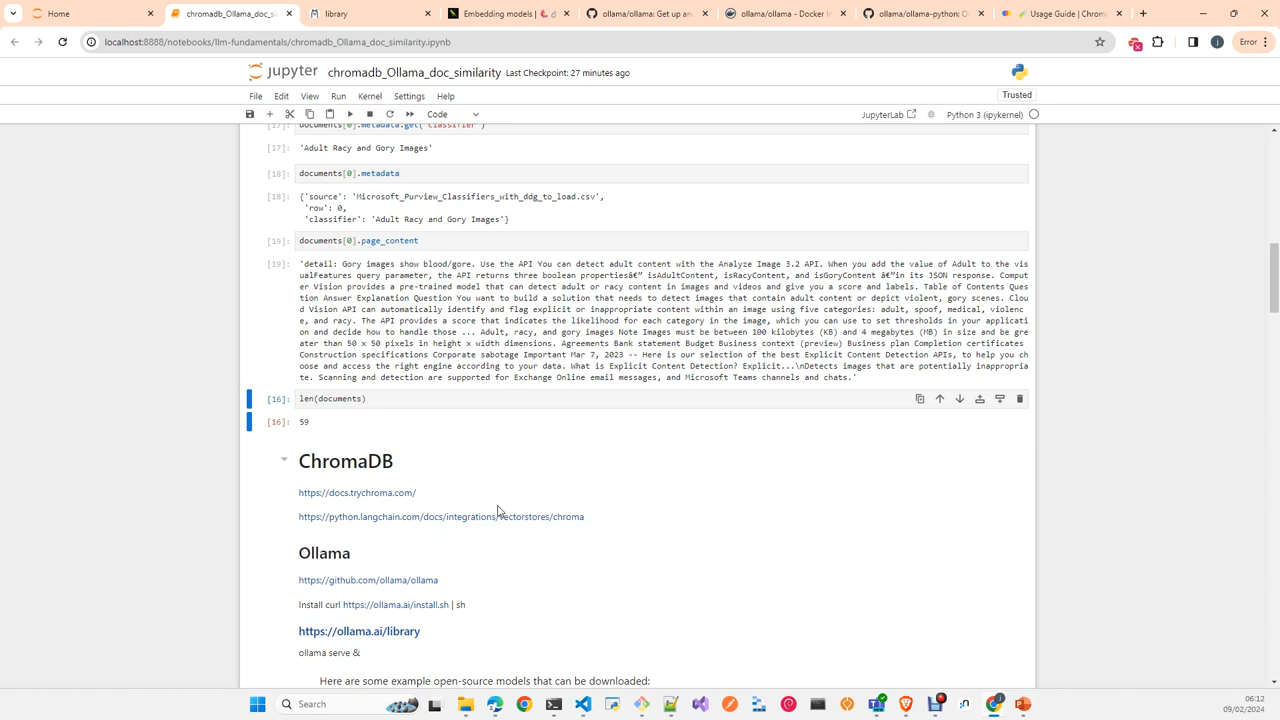 Home
chromadb_Ollama_doc_similarity
library
Embedding models |
ollama/ollama: Get up and
ollama/ollama - Docker Im
ollama/ollama-python: Ol
Usage Guide | Chroma
localhost:8888/notebooks/llm-fundamentals/chromadb_Ollama_doc_similarity.ipynb
Error
jupyter chromadb_Ollama_doc_similarity Last Checkpoint: 27 minutes ago
File Edit View Run Kernel Settings Help
Trusted
Code
JupyterLab
Python 3 (ipykernel)
[17]: documents[0].metadata.get('classifier')
[17]: 'Adult Racy and Gory Images'
[18]: documents[0].metadata
[18]: {'source': 'Microsoft_Purview_Classifiers_with_ddg_to_load.csv',
'row': 0,
'classifier': 'Adult Racy and Gory Images'}
[19]: documents[0].page_content
[19]: 'detail: Gory images show blood/gore. Use the API You can detect adult content with the Analyze Image 3.2 API. When you add the value of Adult to the vis
ualFeatures query parameter, the API returns three boolean propertiesâ€” isAdultContent, isRacyContent, and isGoryContent â€”in its JSON response. Comput
er Vision provides a pre-trained model that can detect adult or racy content in images and videos and give you a score and labels. Table of Contents Ques
tion Answer Explanation Question You want to build a solution that needs to detect images that contain adult content or depict violent, gory scenes. Clou
d Vision API can automatically identify and flag explicit or inappropriate content within an image using five categories: adult, spoof, medical, violenc
e, and racy. The API provides a score that indicates the likelihood for each category in the image, which you can use to set thresholds in your applicati
on and decide how to handle those ... Adult, racy, and gory images Note Images must be between 100 kilobytes (KB) and 4 megabytes (MB) in size and be gre
ater than 50 x 50 pixels in height x width dimensions. Agreements Bank statement Budget Business context (preview) Business plan Completion certificates
Construction specifications Corporate sabotage Important Mar 7, 2023 -- Here is our selection of the best Explicit Content Detection APIs, to help you ch
oose and access the right engine according to your data. What is Explicit Content Detection? Explicit...\nDetects images that are potentially inappropria
te. Scanning and detection are supported for Exchange Online email messages, and Microsoft Teams channels and chats.'
[16]: len(documents)
[16]: 59
ChromaDB
https://docs.trychroma.com/
https://python.langchain.com/docs/integrations/vectorstores/chroma
Ollama
https://github.com/ollama/ollama
Install curl https://ollama.ai/install.sh | sh
https://ollama.ai/library
ollama serve &
Here are some example open-source models that can be downloaded:
Search
06:12
09/02/2024